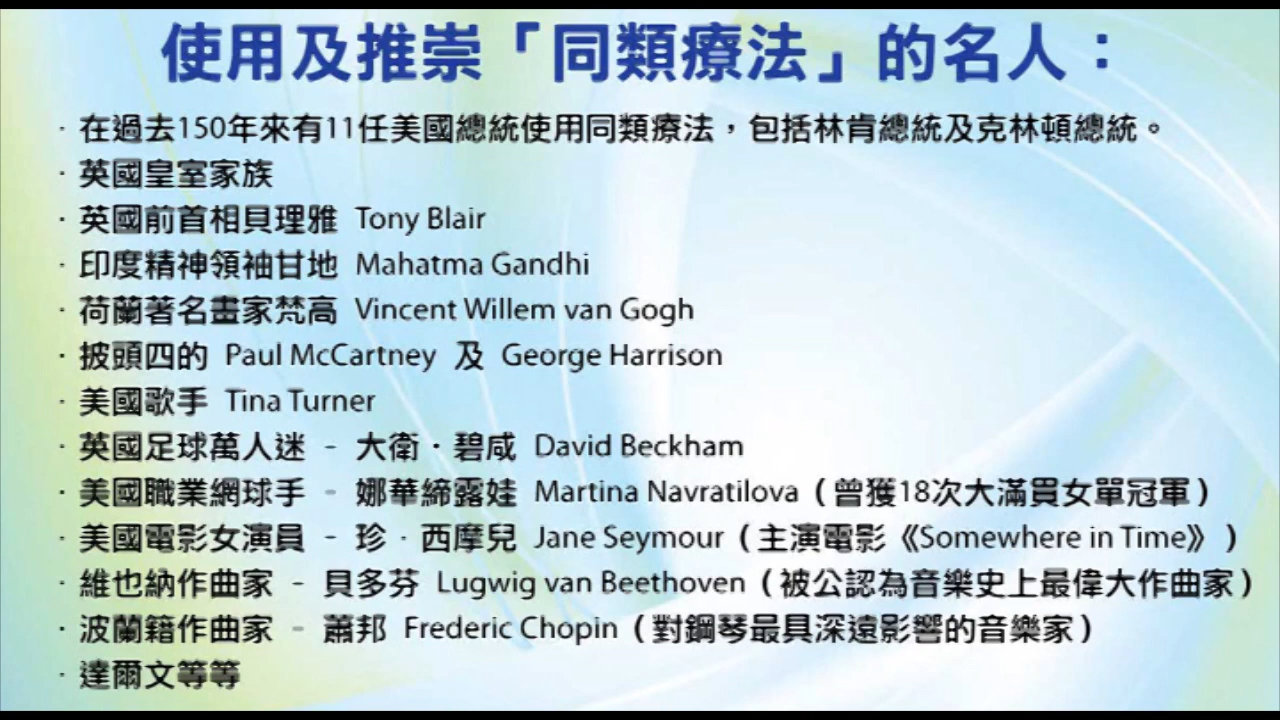 使用及推崇「同類療法」的名人：
· 在過去150年來有11任美國總統使用同類療法，包括林肯總統及克林頓總統。
· 英國皇室家族
· 英國前首相貝理雅 Tony Blair
· 印度精神領袖甘地 Mahatma Gandhi
· 荷蘭著名畫家梵高 Vincent Willem van Gogh
· 披頭四的 Paul McCartney 及 George Harrison
· 美國歌手 Tina Turner
· 英國足球萬人迷 - 大衛·碧咸 David Beckham
· 美國職業網球手 - 娜華締露娃 Martina Navratilova（曾獲18次大滿買女單冠軍）
· 美國電影女演員 - 珍·西摩兒 Jane Seymour（主演電影《Somewhere in Time》）
· 維也納作曲家 - 貝多芬 Lugwig van Beethoven（被公認為音樂史上最偉大作曲家）
· 波蘭籍作曲家 - 蕭邦 Frederic Chopin（對鋼琴最具深遠影響的音樂家）
· 達爾文等等